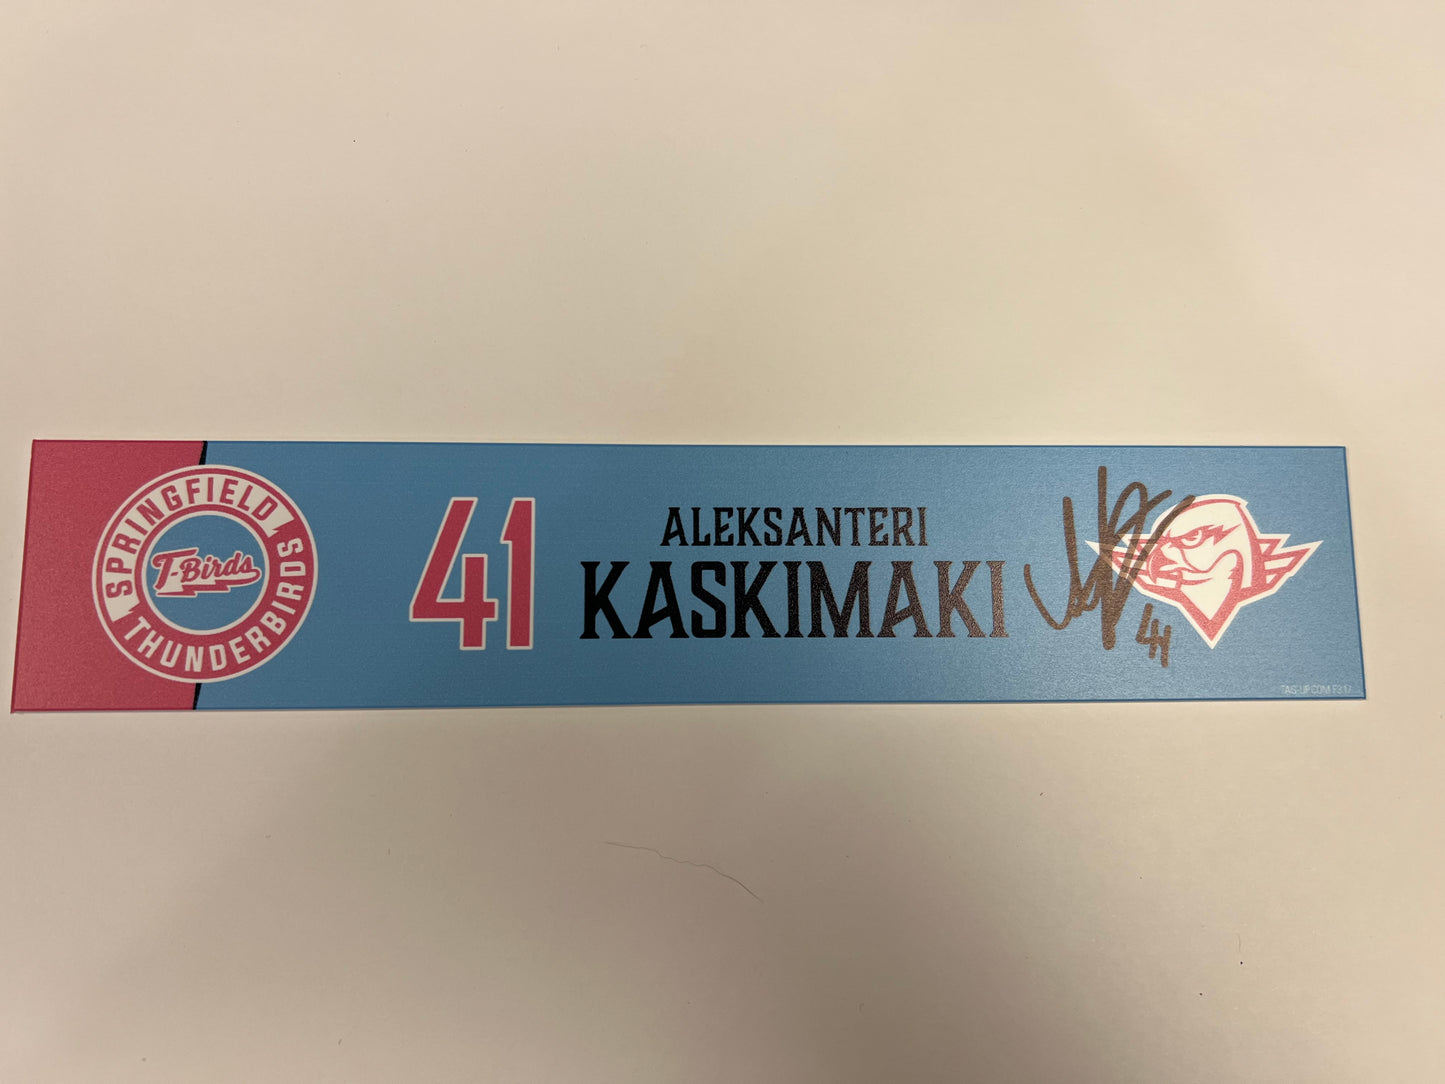 SPRINGFIELD
T-Birds
THUNDERBIRDS
41
ALEKSANTERI
KASKIMAKI
41